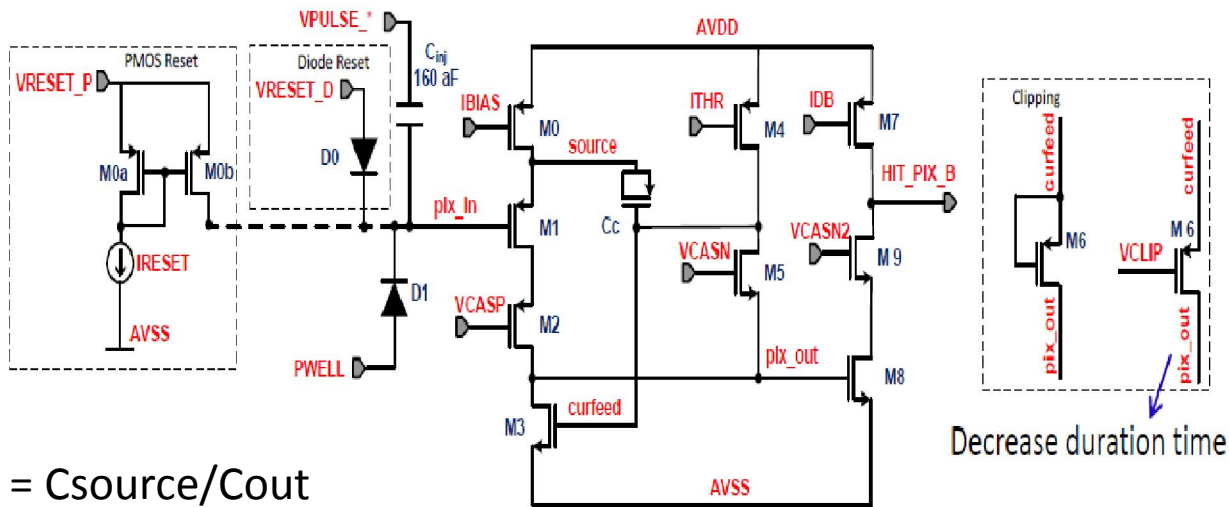 VPULSE_*
AVDD
PMOS Reset
Diode Reset
Cinj
160 aF
VRESET_P
VRESET_D
IBIAS
M0
ITHR
M4
IDB
M7
Clipping
curfeed
curfeed
M0a
M0b
D0
source
HIT_PIX_B
pix_in
M1
Cc
VCASN
M5
VCASN2
M 9
M6
VCLIP
M 6
IRESET
D1
VCASP
M2
AVSS
PWELL
pix_out
M8
pix_out
pix_out
M3
curfeed
Decrease duration time
= Csource/Cout
AVSS